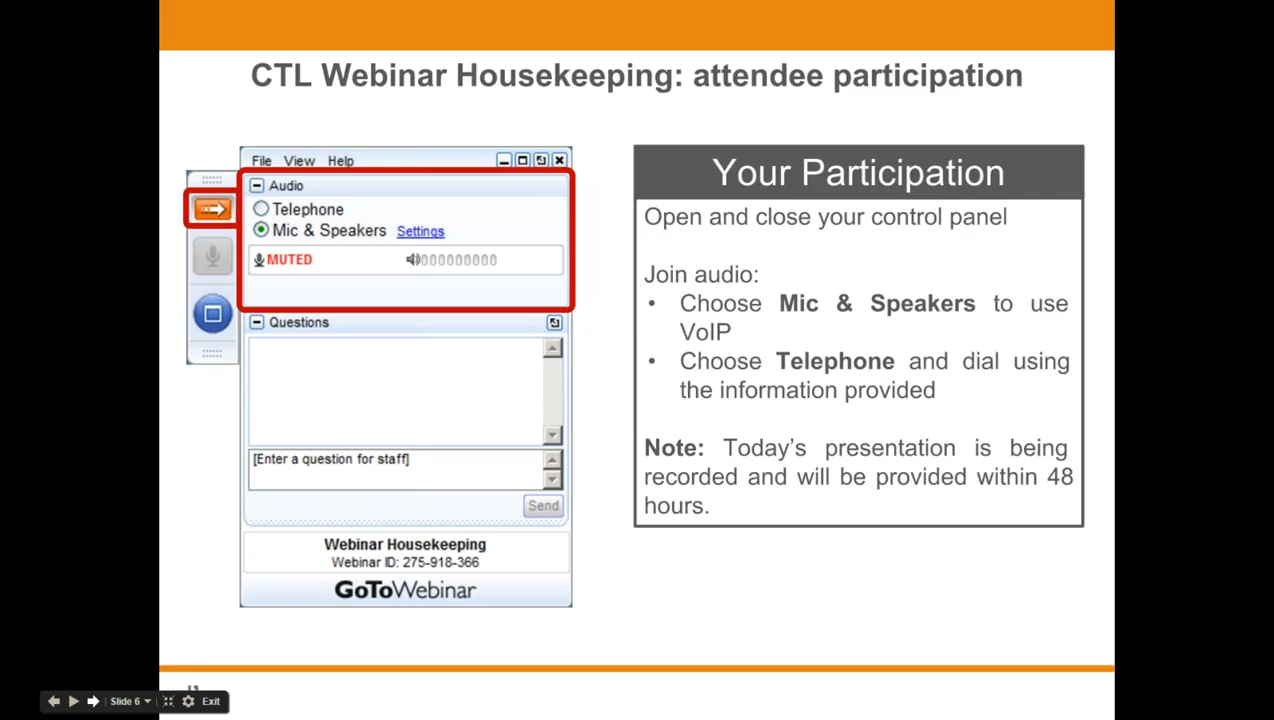 CTL Webinar Housekeeping: attendee participation
File View Help
Audio
Telephone
Mic & Speakers Settings
MUTED
Questions
[Enter a question for staff]
Send
Webinar Housekeeping
Webinar ID: 275-918-366
GoToWebinar
Your Participation
Open and close your control panel
Join audio:
• Choose Mic & Speakers to use
VoIP
• Choose Telephone and dial using
the information provided
Note: Today's presentation is being
recorded and will be provided within 48
hours.
Slide 6 Exit